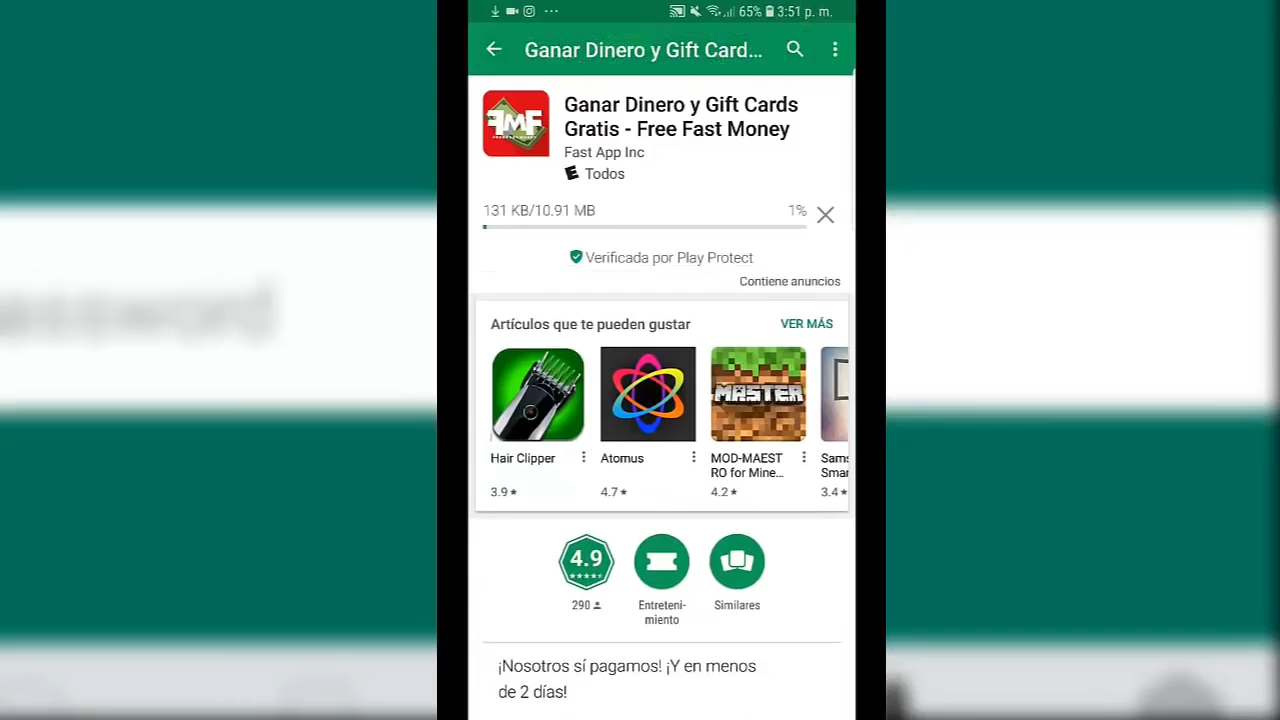 ··· 65% 3:51 p. m.
Ganar Dinero y Gift Card...
FMF
Ganar Dinero y Gift Cards
Gratis - Free Fast Money
Fast App Inc
E Todos
131 KB/10.91 MB 1%
Verificada por Play Protect
Contiene anuncios
Artículos que te pueden gustar VER MÁS
MASTER
Hair Clipper
Atomus
MOD-MAEST
RO for Mine...
Sams
Smar
3.9★ 4.7★ 4.2★ 3.4★
4.9
290
Entreteni-
miento
Similares
¡Nosotros sí pagamos! ¡Y en menos
de 2 días!